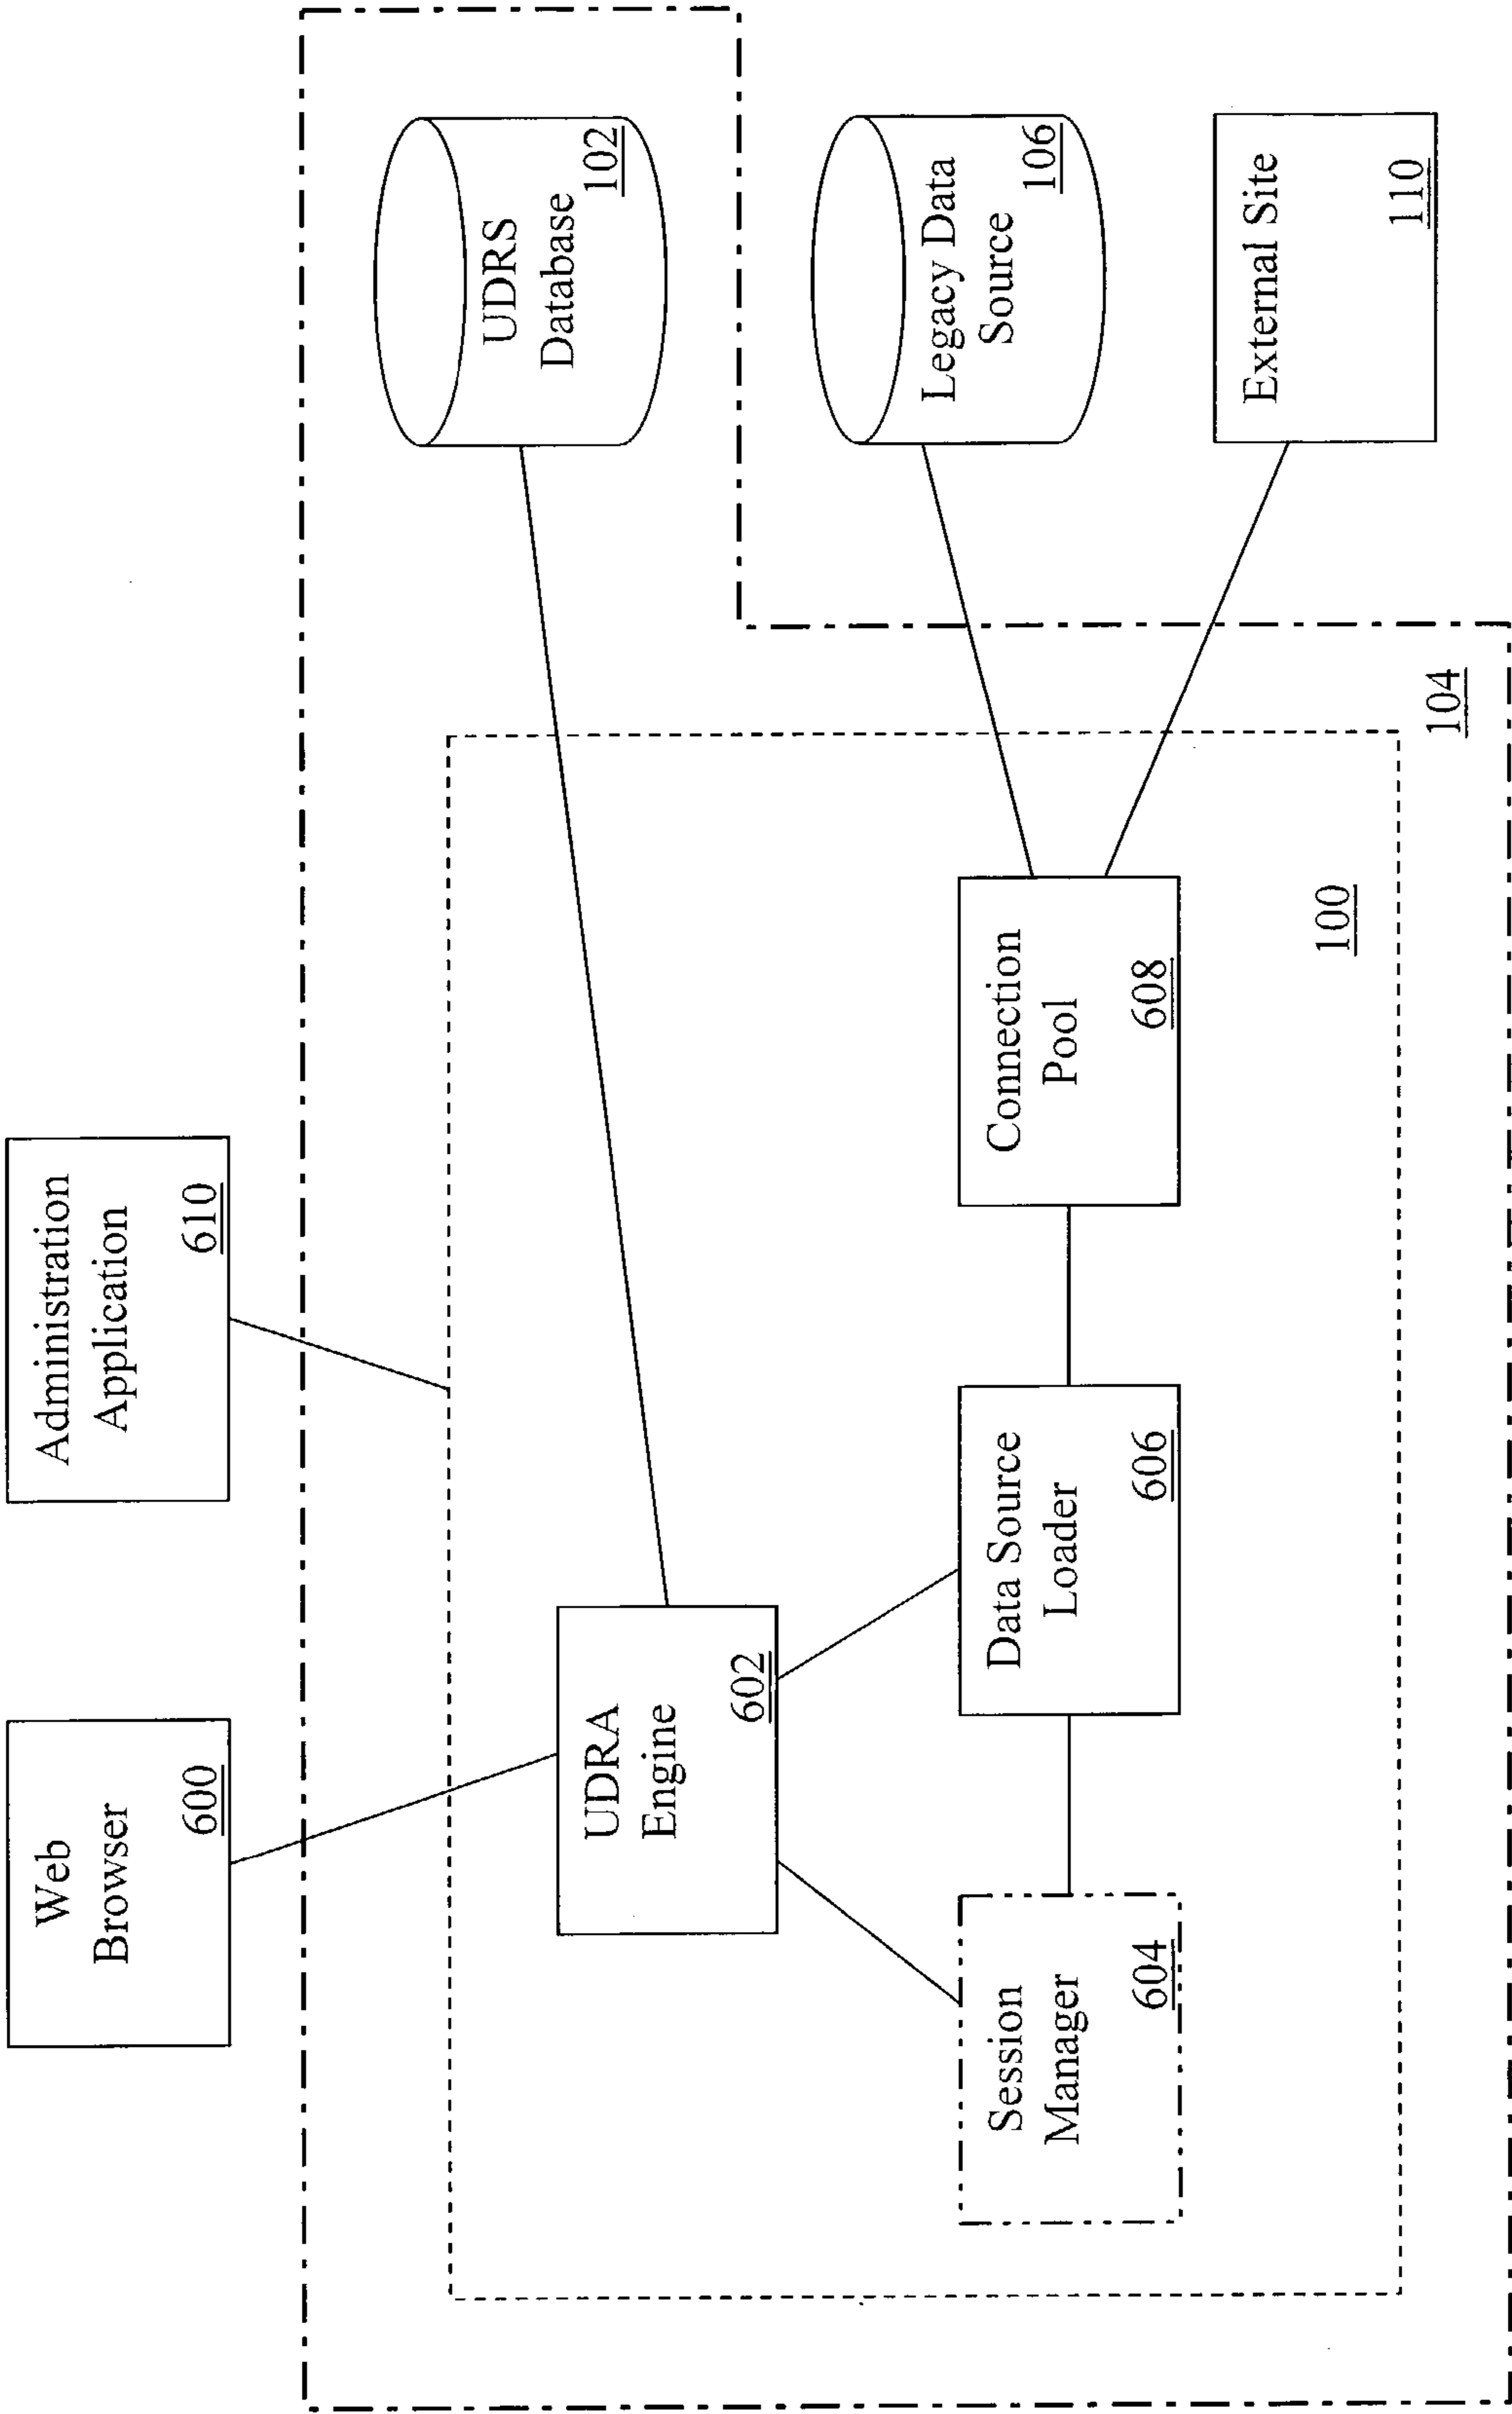 Web
Browser
600
Administration
Application
610
UDRA
Engine
602
UDRS
Database
102
Session
Manager
604
Data Source
Loader
606
Connection
Pool
608
Legacy Data
Source
106
External Site
110
100
104